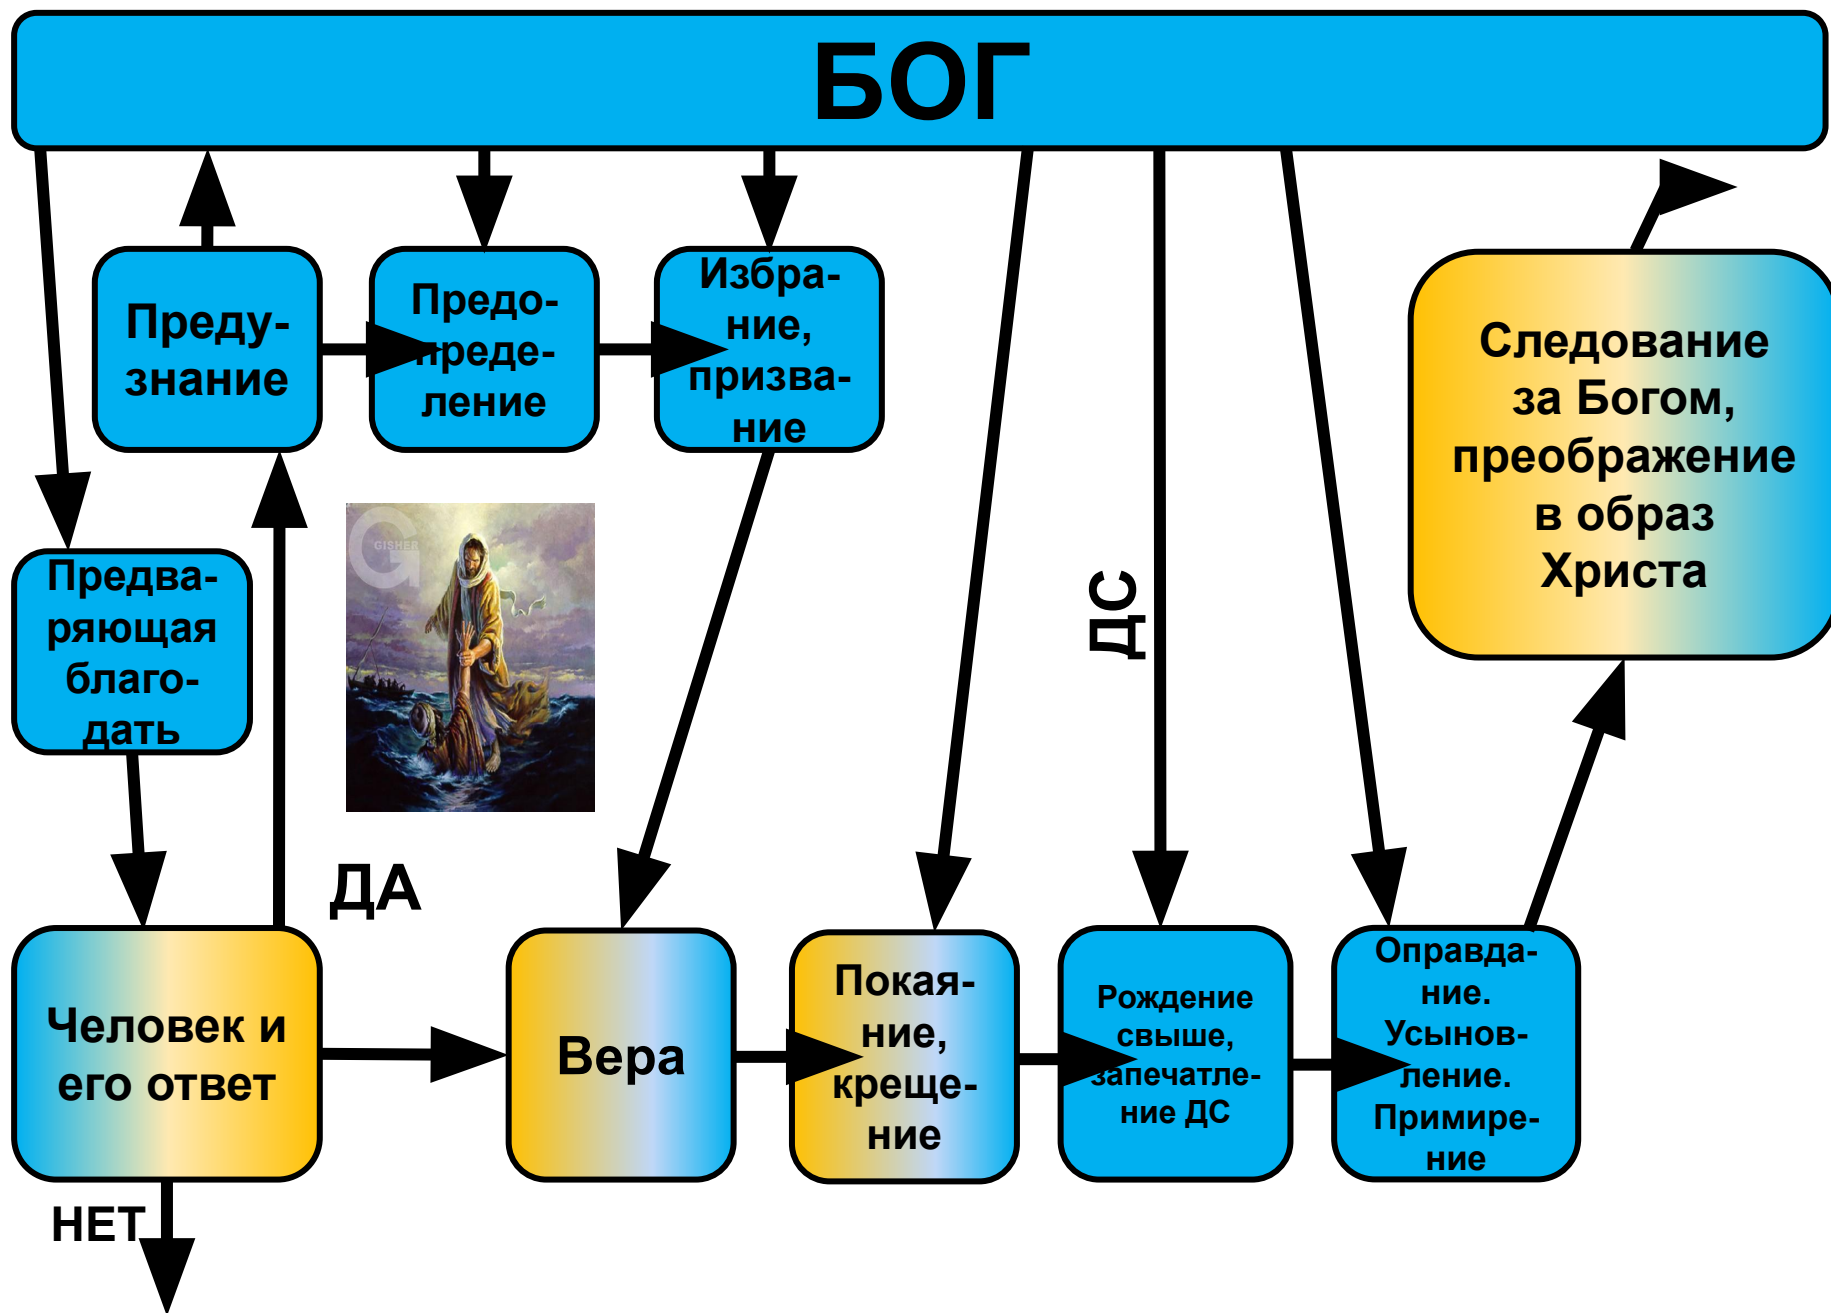 БОГ
Преду-
знание
Предо-
преде-
ление
Избра-
ние,
призва-
ние
Следование
за Богом,
преображение
в образ
Христа
Предва-
ряющая
благо-
дать
GISHER
ДС
ДА
Человек и
его ответ
Вера
Покая-
ние,
креще-
ние
Рождение
свыше,
запечатле-
ние ДС
Оправда-
ние.
Усынов-
ление.
Примире-
ние
НЕТ